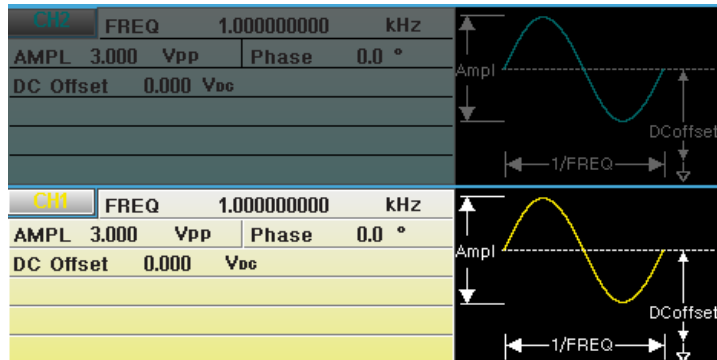 CH2 FREQ 1.000000000 kHz
AMPL 3.000 VPP Phase 0.0 °
DC Offset 0.000 VDC
Ampl
DCoffset
1/FREQ
CH1 FREQ 1.000000000 kHz
AMPL 3.000 VPP Phase 0.0 °
DC Offset 0.000 VDC
Ampl
DCoffset
1/FREQ